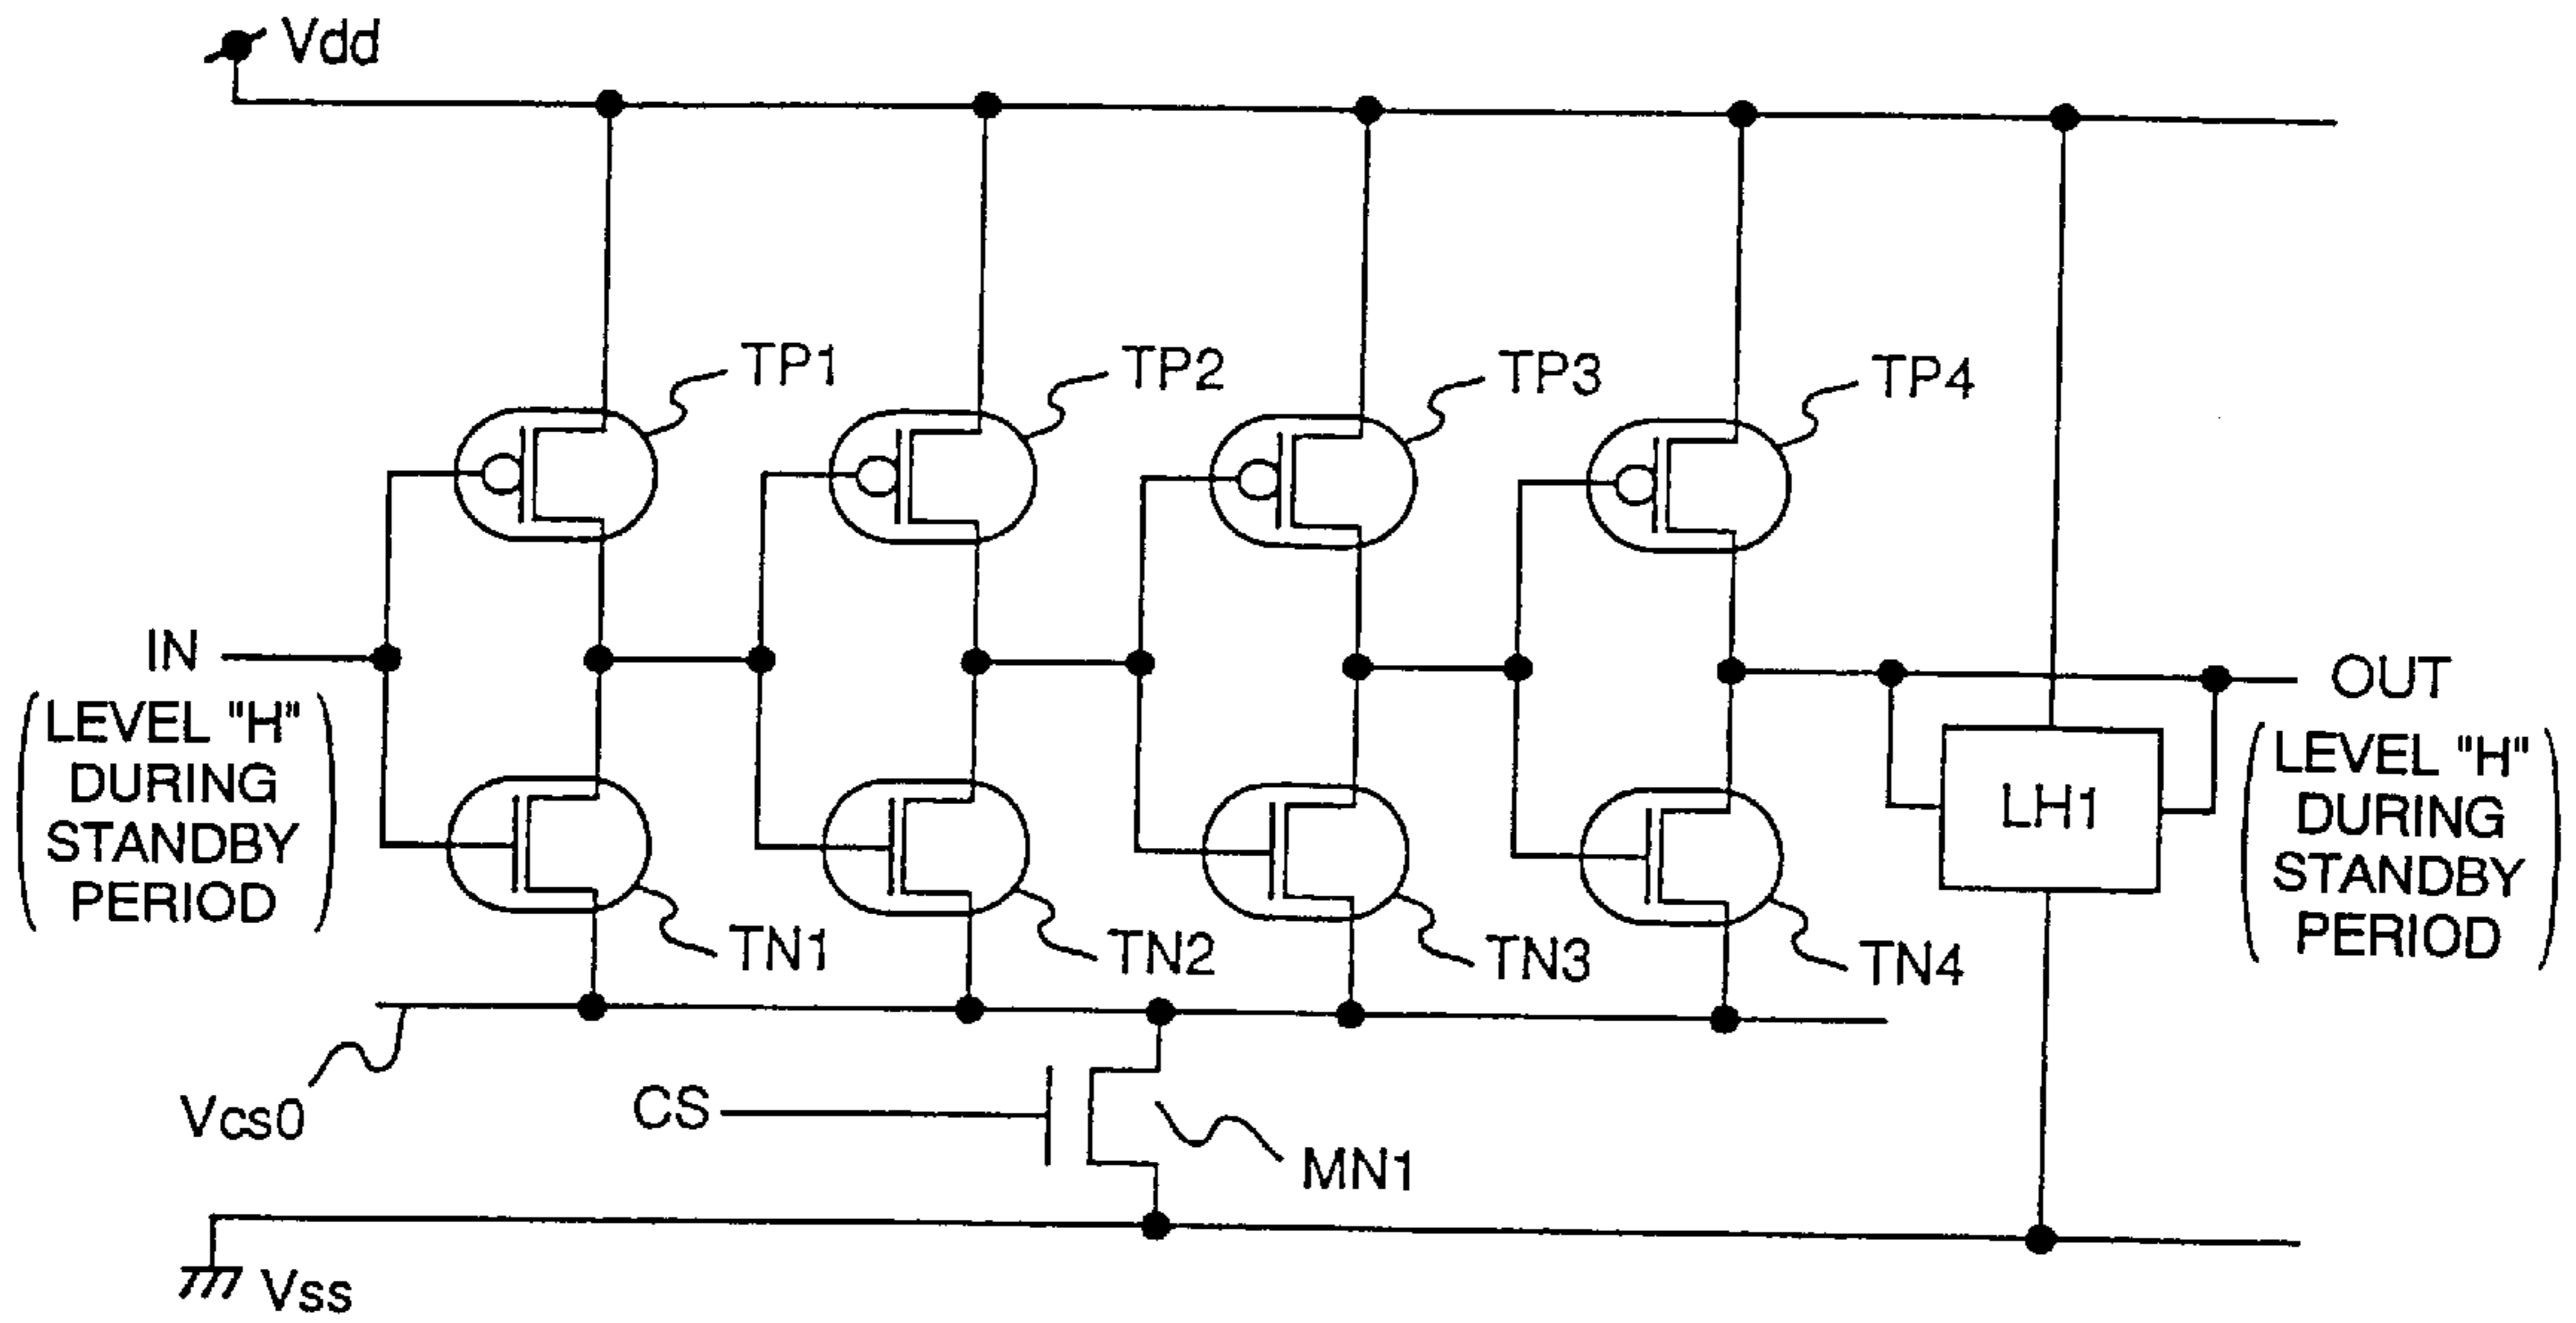 Vdd
TP1
TP2
TP3
TP4
IN
LEVEL "H"
DURING
STANDBY
PERIOD
OUT
LEVEL "H"
DURING
STANDBY
PERIOD
LH1
TN1
TN2
TN3
TN4
Vcs0
CS
MN1
Vss